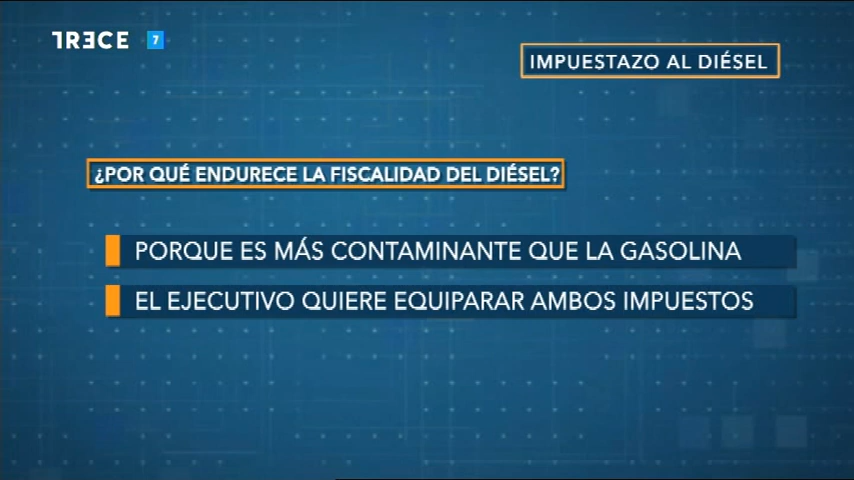 TRECE 7
IMPUESTAZO AL DIÉSEL
¿POR QUÉ ENDURECE LA FISCALIDAD DEL DIÉSEL?
PORQUE ES MÁS CONTAMINANTE QUE LA GASOLINA
EL EJECUTIVO QUIERE EQUIPARAR AMBOS IMPUESTOS